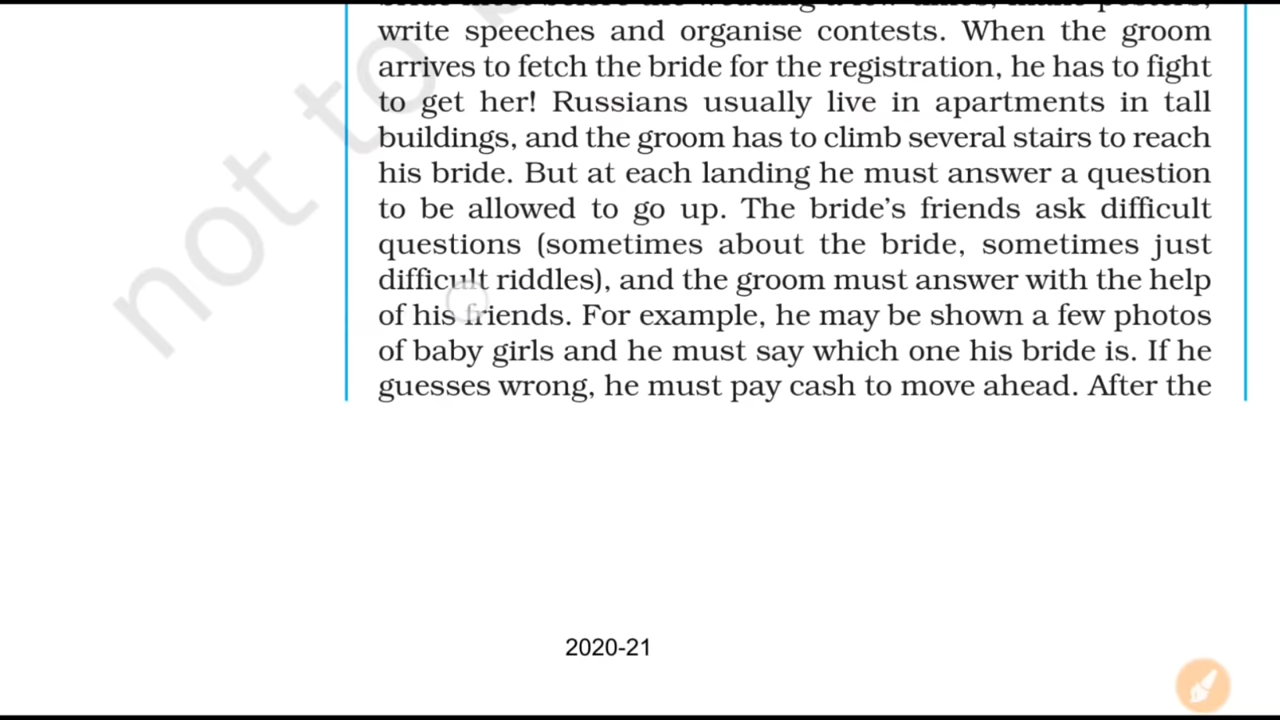 write speeches and organise contests. When the groom
arrives to fetch the bride for the registration, he has to fight
to get her! Russians usually live in apartments in tall
buildings, and the groom has to climb several stairs to reach
his bride. But at each landing he must answer a question
to be allowed to go up. The bride's friends ask difficult
questions (sometimes about the bride, sometimes just
difficult riddles), and the groom must answer with the help
of his friends. For example, he may be shown a few photos
of baby girls and he must say which one his bride is. If he
guesses wrong, he must pay cash to move ahead. After the
not to
2020-21